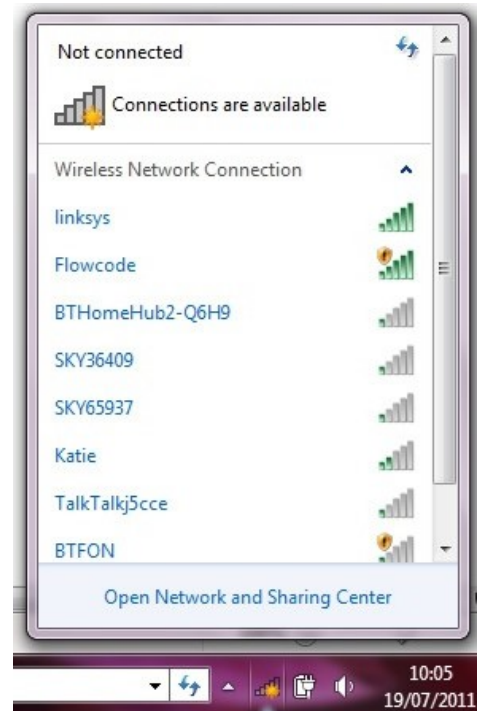 Not connected
Connections are available
Wireless Network Connection
linksys
Flowcode
BTHomeHub2-Q6H9
SKY36409
SKY65937
Katie
TalkTalkj5cce
BTFON
Open Network and Sharing Center
10:05
19/07/2011